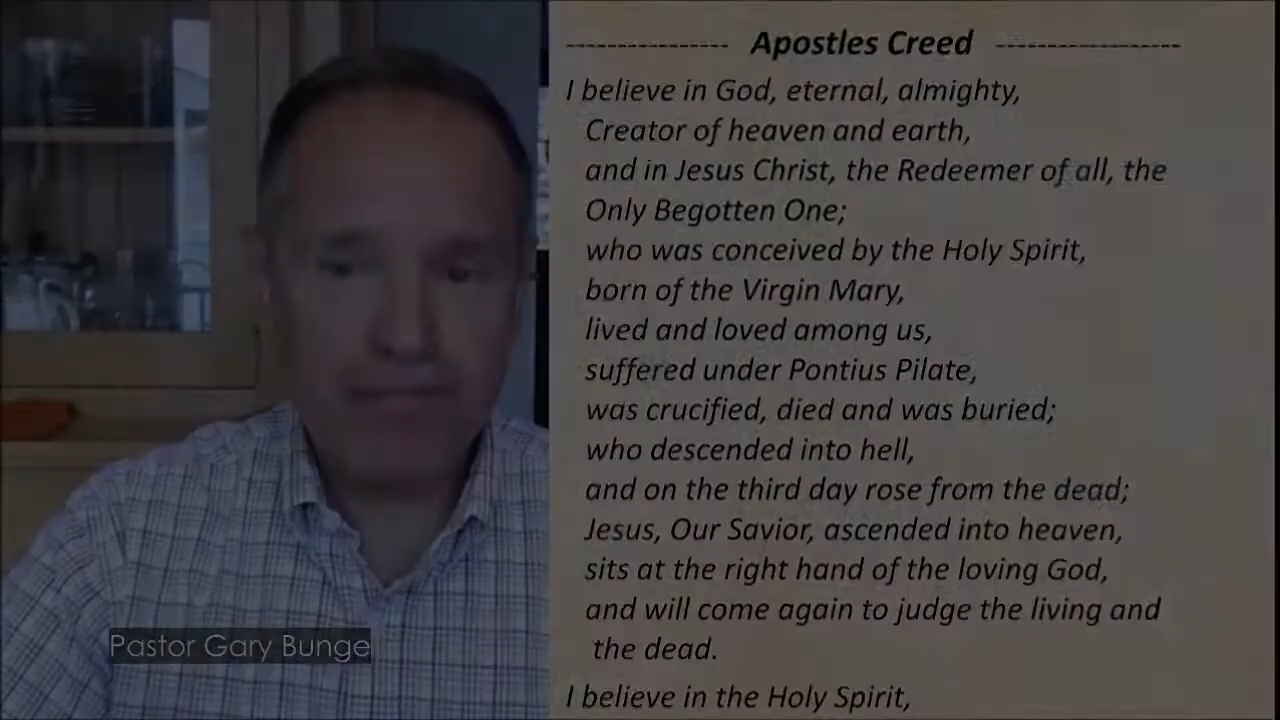 ----------------- Apostles Creed -------------------
I believe in God, eternal, almighty,
Creator of heaven and earth,
and in Jesus Christ, the Redeemer of all, the
Only Begotten One;
who was conceived by the Holy Spirit,
born of the Virgin Mary,
lived and loved among us,
suffered under Pontius Pilate,
was crucified, died and was buried;
who descended into hell,
and on the third day rose from the dead;
Jesus, Our Savior, ascended into heaven,
sits at the right hand of the loving God,
and will come again to judge the living and
the dead.
I believe in the Holy Spirit,
Pastor Gary Bunge